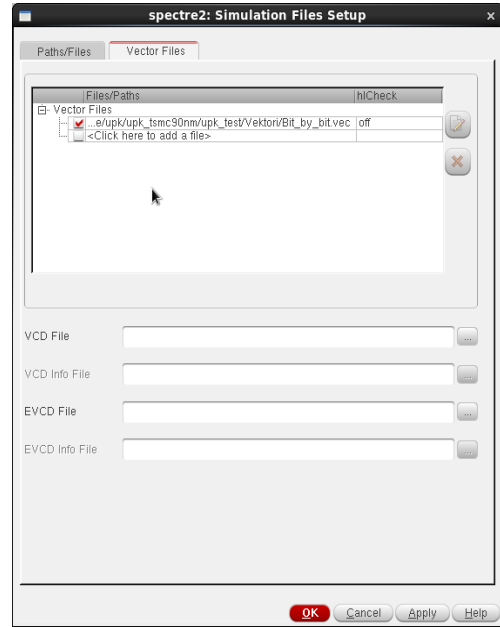 spectre2: Simulation Files Setup x
Paths/Files Vector Files
Files/Paths hlCheck
Vector Files
...e/upk/upk_tsmc90nm/upk_test/Vektori/Bit_by_bit.vec off
<Click here to add a file>
VCD File ...
VCD Info File ...
EVCD File ...
EVCD Info File ...
OK Cancel Apply Help